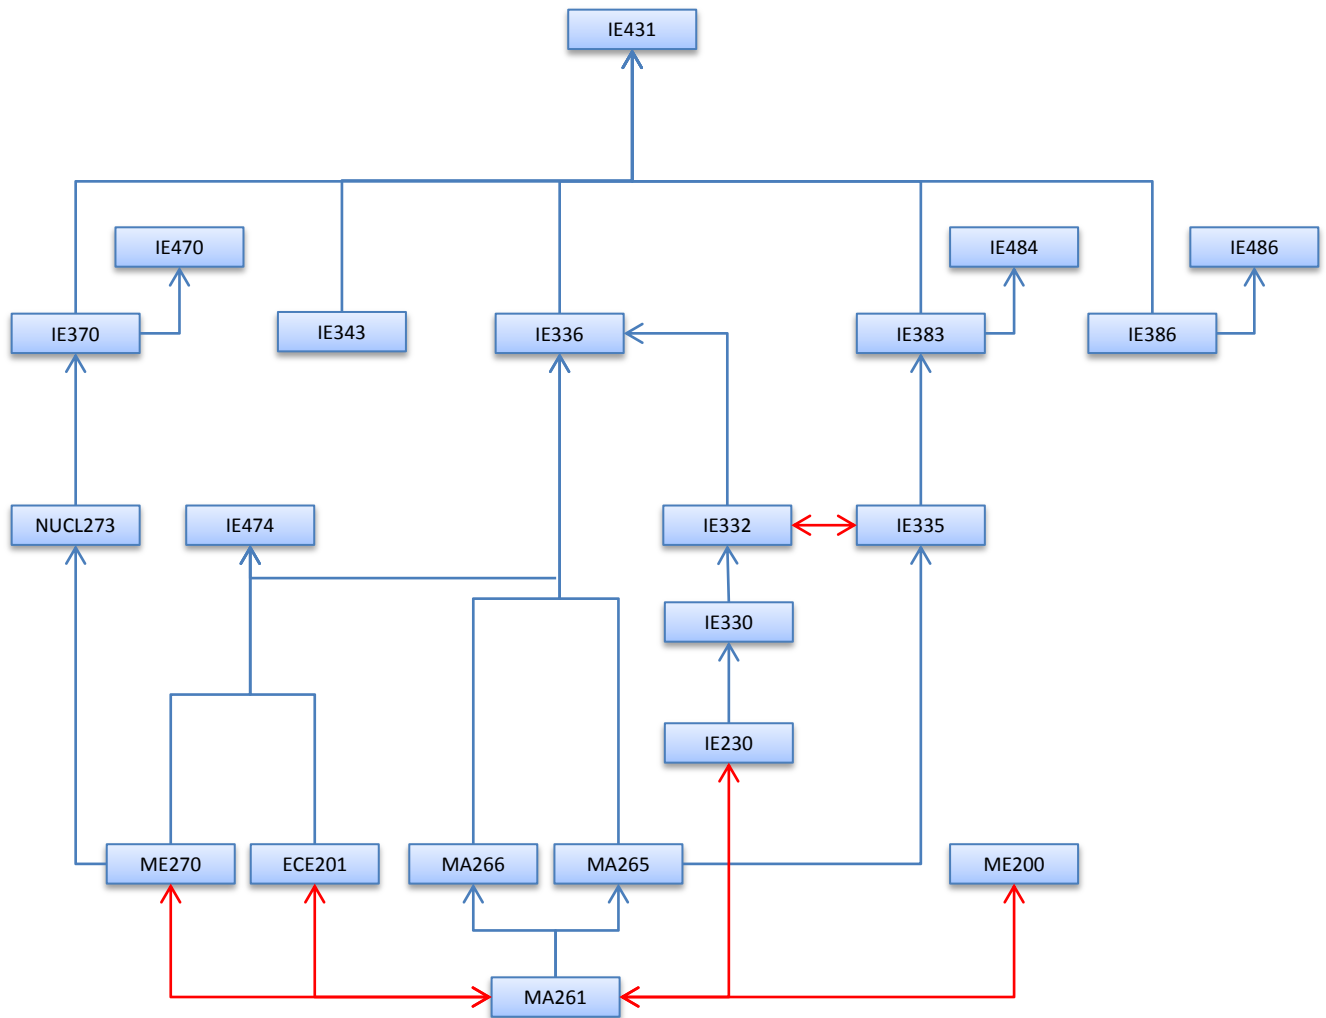 IE431
IE470
IE484
IE486
IE370
IE343
IE336
IE383
IE386
NUCL273
IE474
IE332
IE335
IE330
IE230
ME270
ECE201
MA266
MA265
ME200
MA261